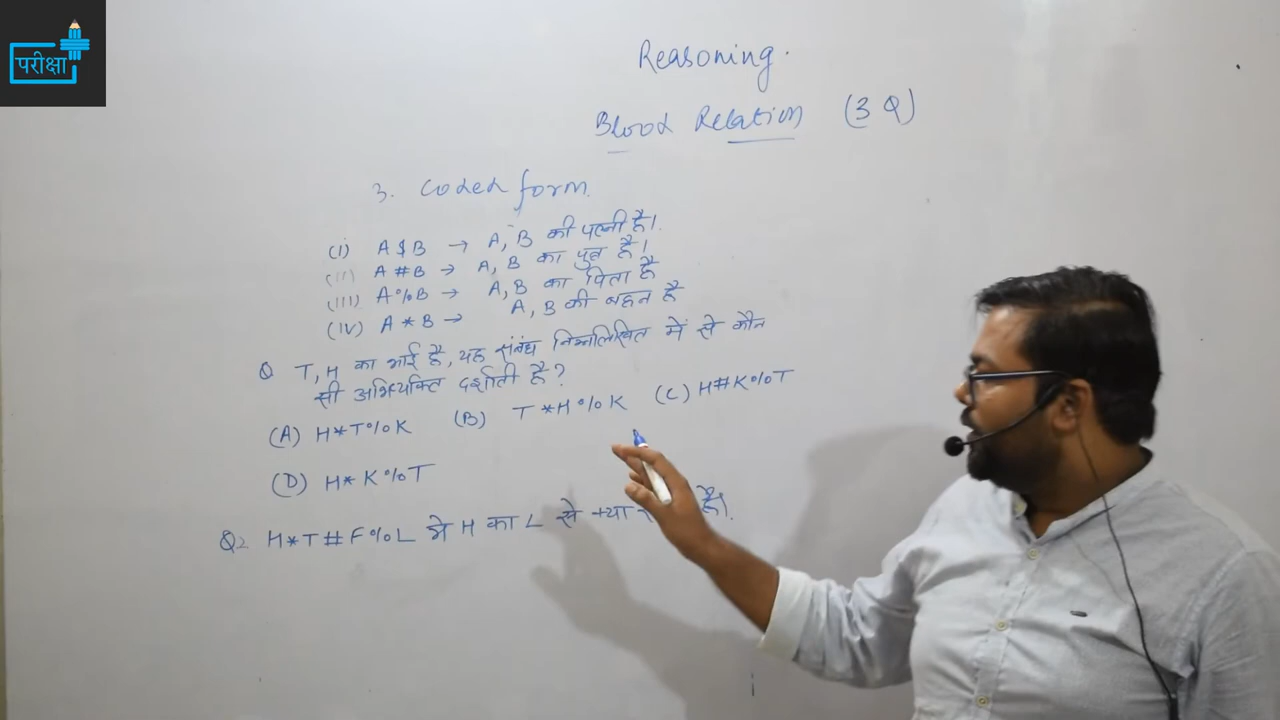 परीक्षा
Reasoning.
Blood Relation (3 Q)
3. Coded form.
(i) A $ B → A, B की पत्नी है।
(ii) A # B → A, B का पुत्र है।
(iii) A % B → A, B का पिता है
(iv) A * B → A, B की बहन है
Q T, H का भाई है, यह संबंध निम्नलिखित में से कौन
सी अभिव्यक्ति दर्शाती है?
(A) H * T % K (B) T * H % K (C) H # K % T
(D) H * K % T
Q2 H * T # F % L मे H का L से क्या है।